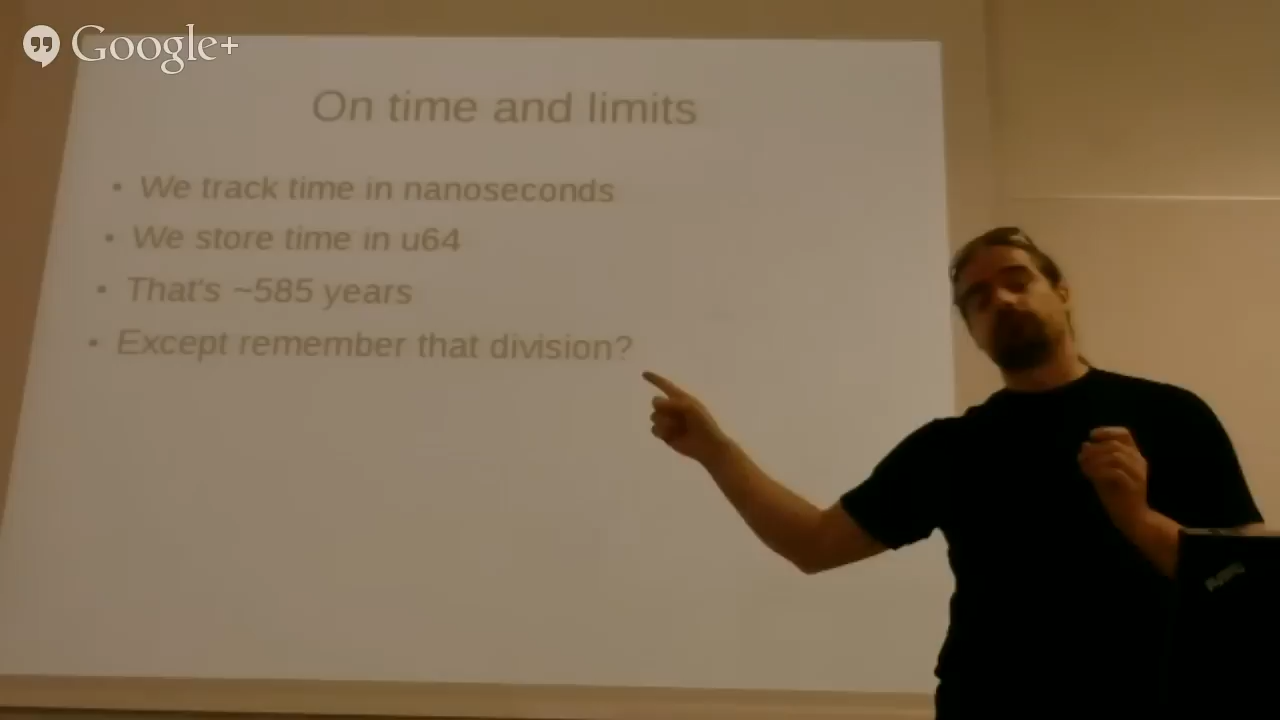 Google+
On time and limits
• We track time in nanoseconds
• We store time in u64
• That's ~585 years
• Except remember that division?